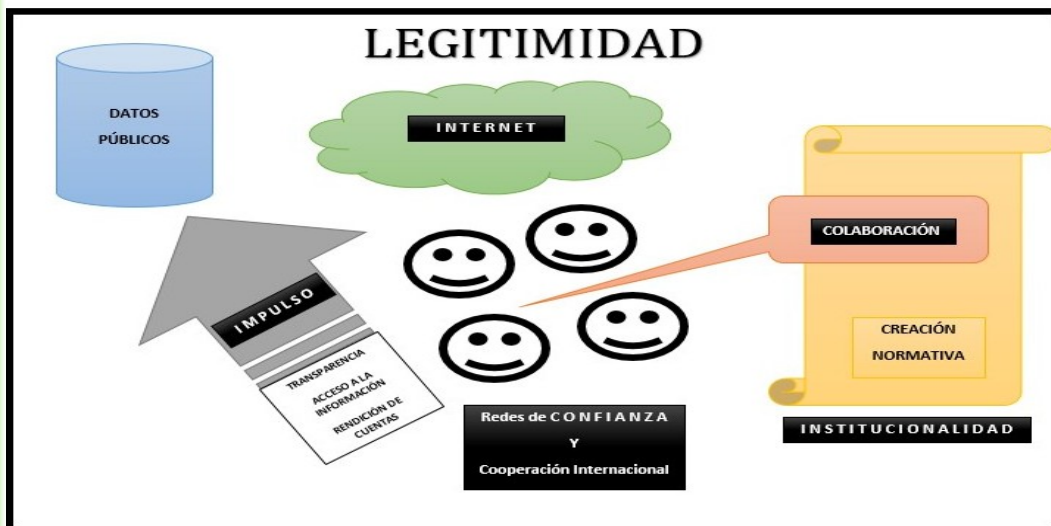 LEGITIMIDAD
DATOS
PÚBLICOS
INTERNET
COLABORACIÓN
IMPULSO
TRANSPARENCIA
ACCESO A LA
INFORMACIÓN
RENDICIÓN DE
CUENTAS
CREACIÓN
NORMATIVA
Redes de CONFIANZA
Y
Cooperación Internacional
INSTITUCIONALIDAD